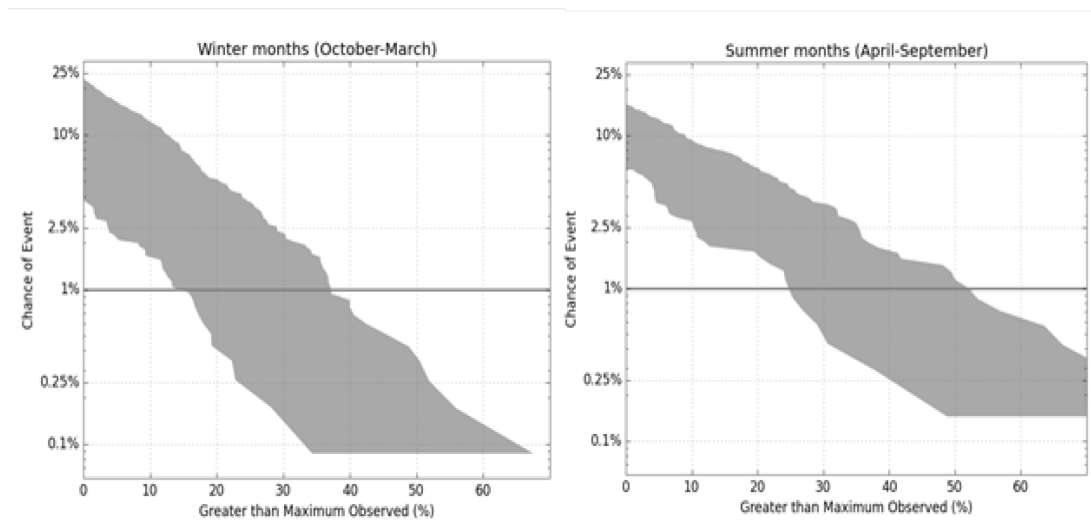 Winter months (October-March)
25%
10%
2.5%
1%
0.25%
0.1%
Chance of Event
0 10 20 30 40 50 60
Greater than Maximum Observed (%)
Summer months (April-September)
25%
10%
2.5%
1%
0.25%
0.1%
Chance of Event
0 10 20 30 40 50 60
Greater than Maximum Observed (%)